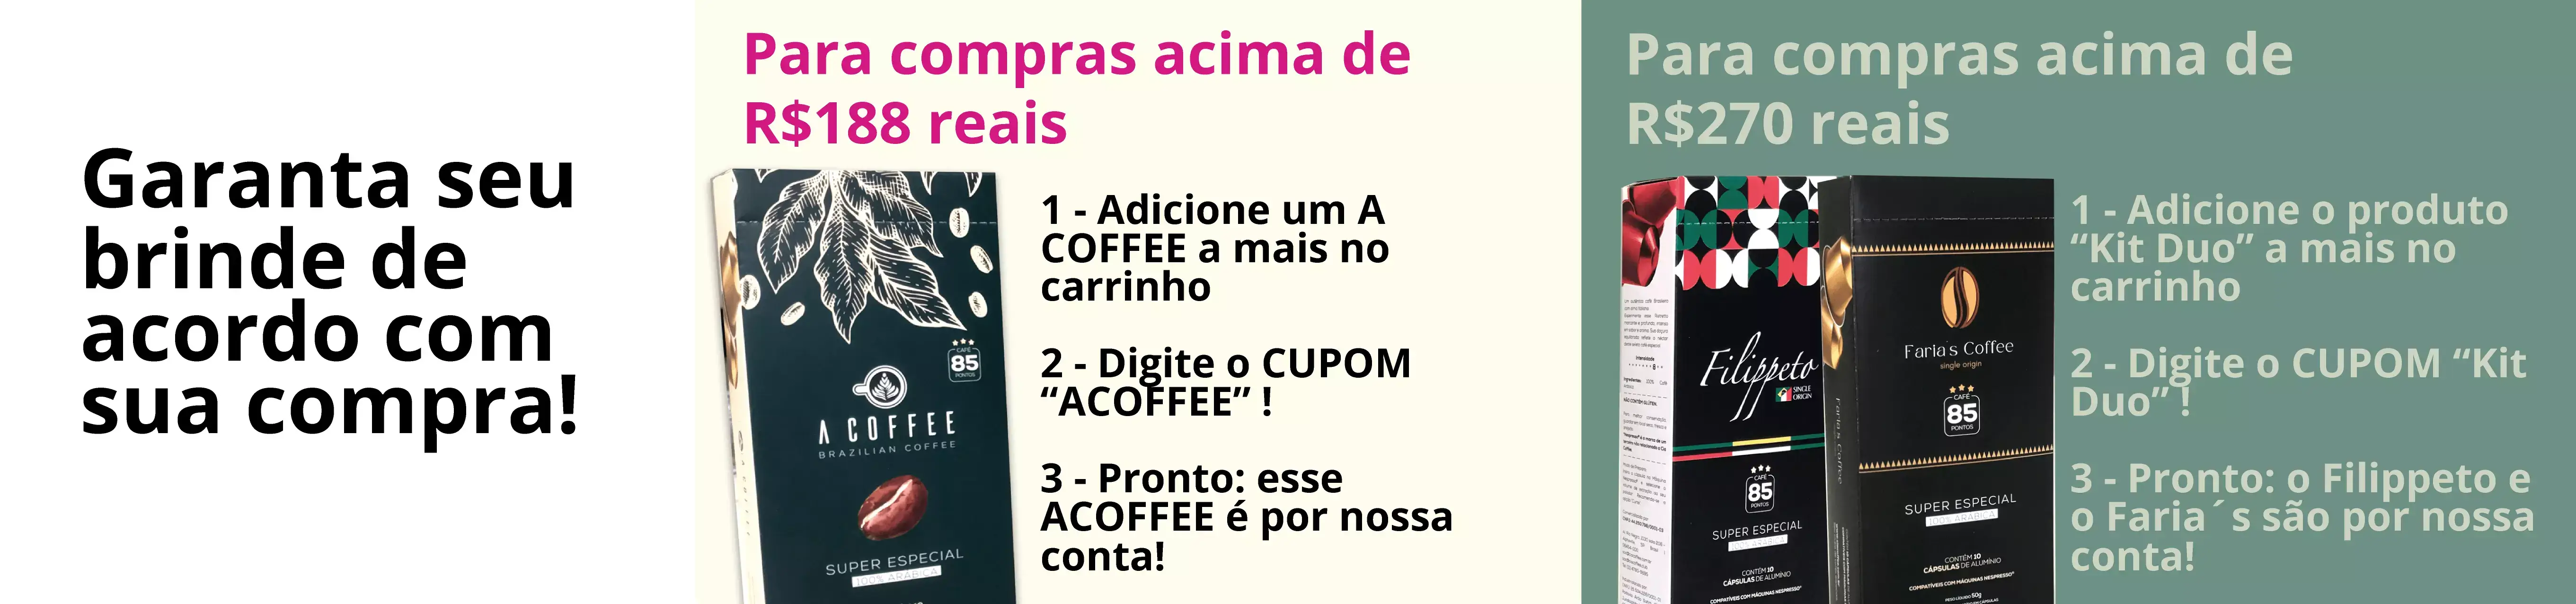 Garanta seu
brinde de
acordo com
sua compra!
Para compras acima de
R$188 reais
CAFÉ
85
PONTOS
A COFFEE
BRAZILIAN COFFEE
SUPER ESPECIAL
100% ARÁBICA
1 - Adicione um A
COFFEE a mais no
carrinho
2 - Digite o CUPOM
“ACOFFEE” !
3 - Pronto: esse
ACOFFEE é por nossa
conta!
Para compras acima de
R$270 reais
Filippeto
SINGLE
ORIGIN
CAFÉ
85
PONTOS
SUPER ESPECIAL
100% ARÁBICA
CONTÉM 10
CÁPSULAS DE ALUMÍNIO
COMPATÍVEIS COM MÁQUINAS NESPRESSO*
Faria's Coffee
single origin
CAFÉ
85
PONTOS
SUPER ESPECIAL
100% ARÁBICA
CONTÉM 10
CÁPSULAS DE ALUMÍNIO
COMPATÍVEIS COM MÁQUINAS NESPRESSO*
Faria's Coffee
1 - Adicione o produto
“Kit Duo” a mais no
carrinho
2 - Digite o CUPOM “Kit
Duo” !
3 - Pronto: o Filippeto e
o Faria´s são por nossa
conta!